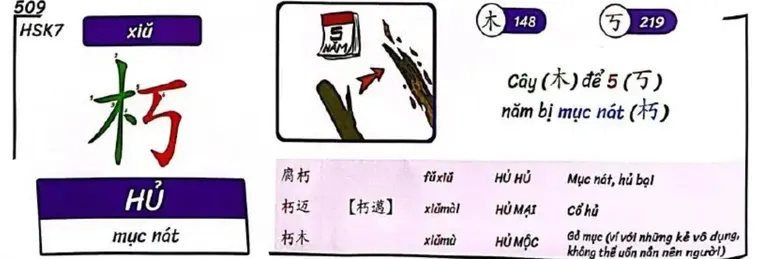 509
HSK7
xiǔ
朽
HỦ
mục nát
5
NĂM
木 148
丂 219
Cây (木) để 5 (丂)
năm bị mục nát (朽)
腐朽 fǔxiǔ HỦ HỦ Mục nát, hủ bại
朽迈 【朽邁】 xiǔmài HỦ MẠI Cổ hủ
朽木 xiǔmù HỦ MỘC Gỗ mục (ví với những kẻ vô dụng,
không thể uốn nắn nên người)